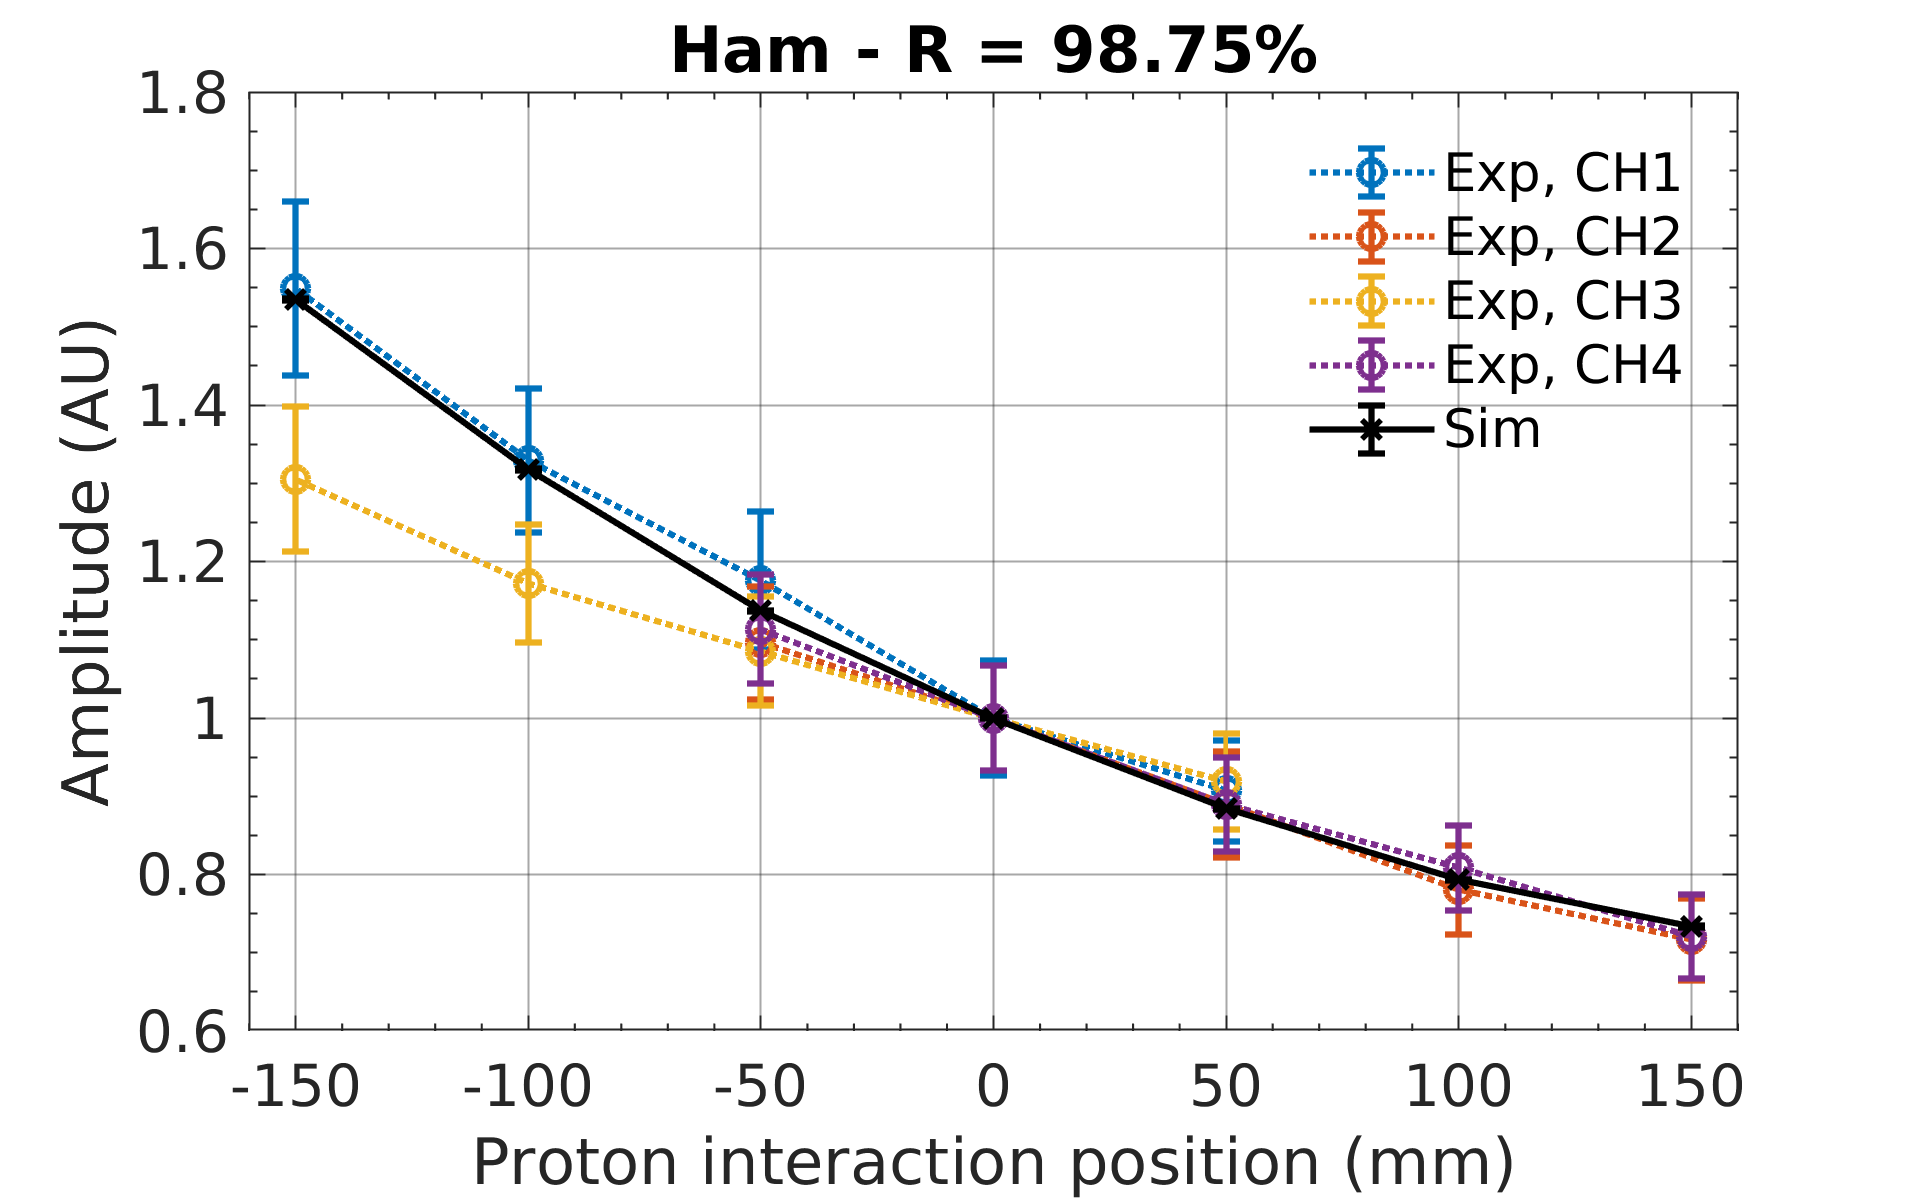 Ham - R = 98.75%
1.8
1.6
1.4
1.2
1
0.8
0.6
Amplitude (AU)
Exp, CH1
Exp, CH2
Exp, CH3
Exp, CH4
Sim
-150 -100 -50 0 50 100 150
Proton interaction position (mm)